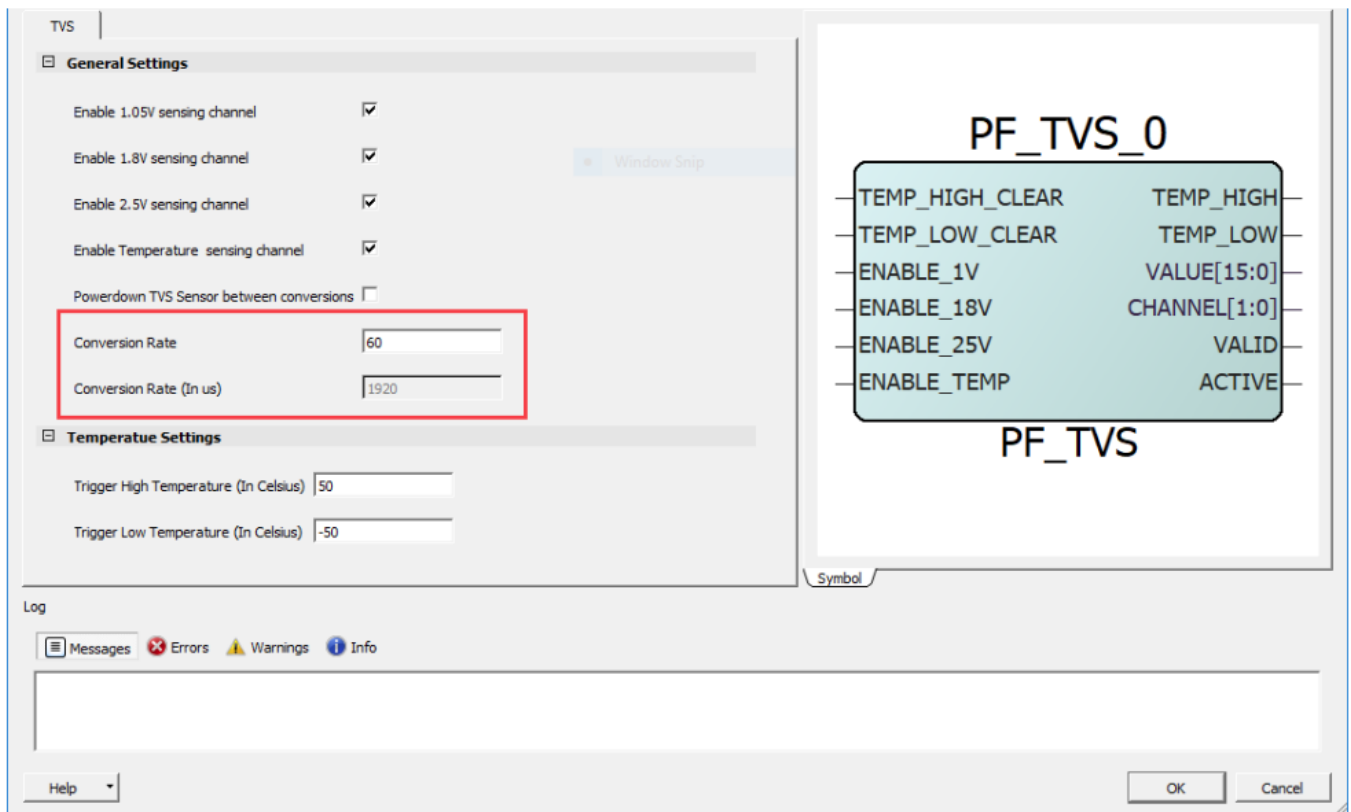 TVS
General Settings
Enable 1.05V sensing channel
Enable 1.8V sensing channel
Window Snip
Enable 2.5V sensing channel
Enable Temperature sensing channel
Powerdown TVS Sensor between conversions
Conversion Rate 60
Conversion Rate (In us) 1920
Temperatue Settings
Trigger High Temperature (In Celsius) 50
Trigger Low Temperature (In Celsius) -50
PF_TVS_0
TEMP_HIGH_CLEAR TEMP_HIGH
TEMP_LOW_CLEAR TEMP_LOW
ENABLE_1V VALUE[15:0]
ENABLE_18V CHANNEL[1:0]
ENABLE_25V VALID
ENABLE_TEMP ACTIVE
PF_TVS
Symbol
Log
Messages Errors Warnings Info
Help OK Cancel